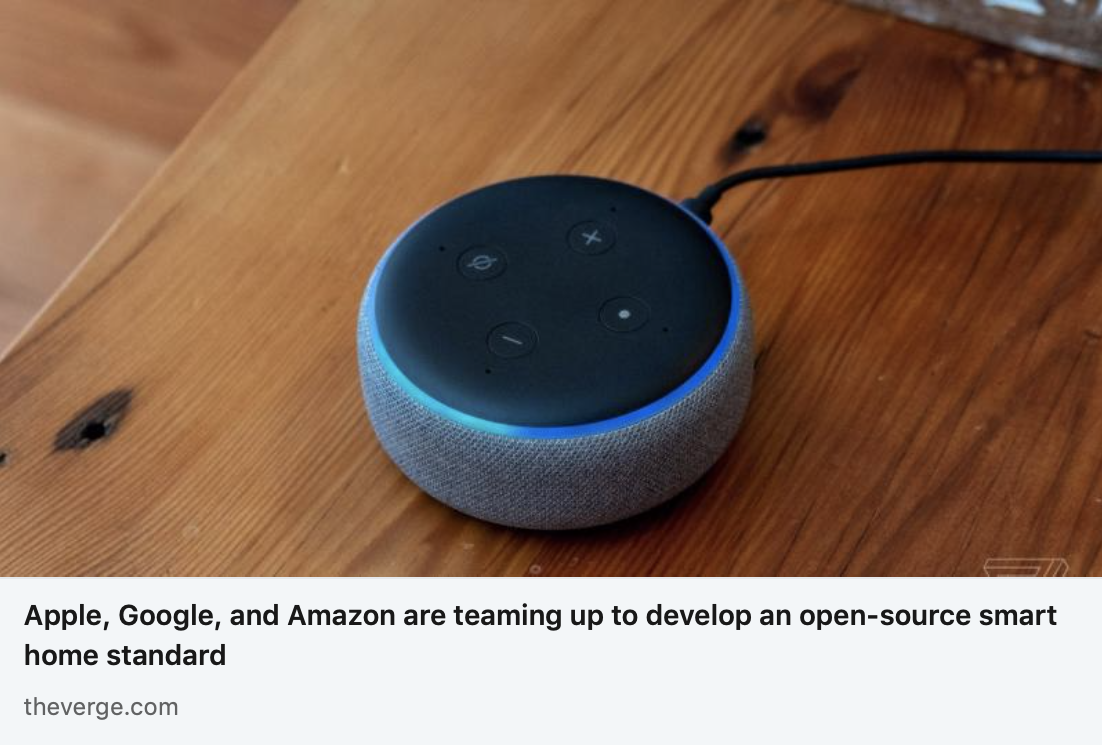 Apple, Google, and Amazon are teaming up to develop an open-source smart
home standard
theverge.com